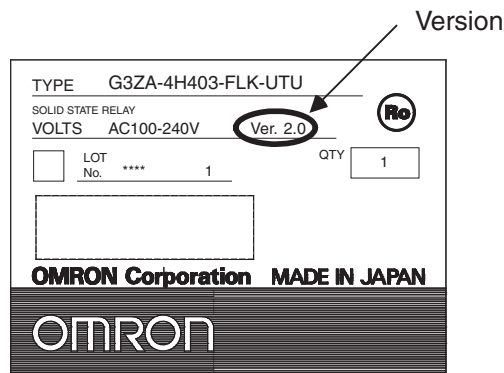 Version
TYPE G3ZA-4H403-FLK-UTU
SOLID STATE RELAY
VOLTS AC100-240V Ver. 2.0
Ro
LOT
No. **** 1
QTY 1
OMRON Corporation MADE IN JAPAN
OMRON